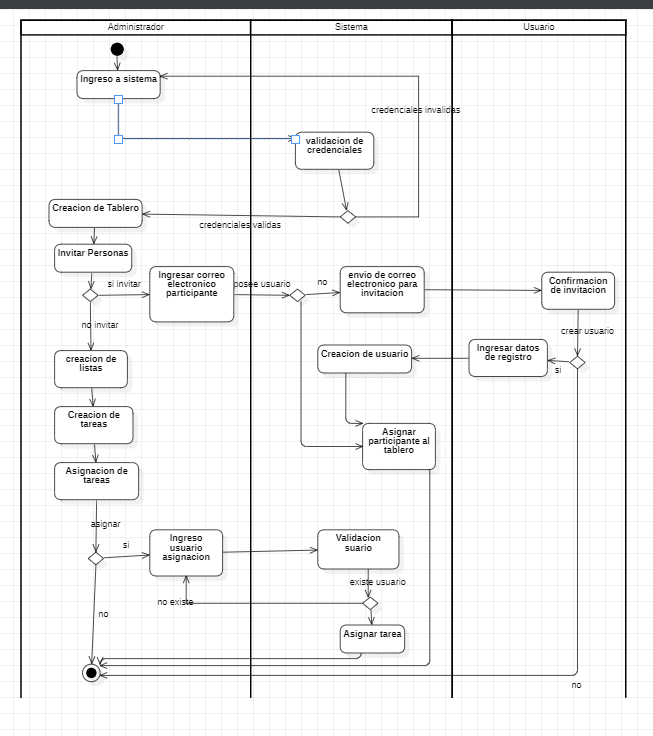 Administrador
Sistema
Usuario
Ingreso a sistema
credenciales invalidas
validacion de
credenciales
Creacion de Tablero
credenciales validas
Invitar Personas
si invitar
Ingresar correo
electronico
participante
posee usuario
no
envio de correo
electronico para
invitacion
Confirmacion
de invitacion
no invitar
crear usuario
creacion de
listas
Creacion de usuario
Ingresar datos
de registro
si
Creacion de
tareas
Asignar
participante al
tablero
Asignacion de
tareas
asignar
si
Ingreso
usuario
asignacion
Validacion
suario
existe usuario
no existe
no
Asignar tarea
no